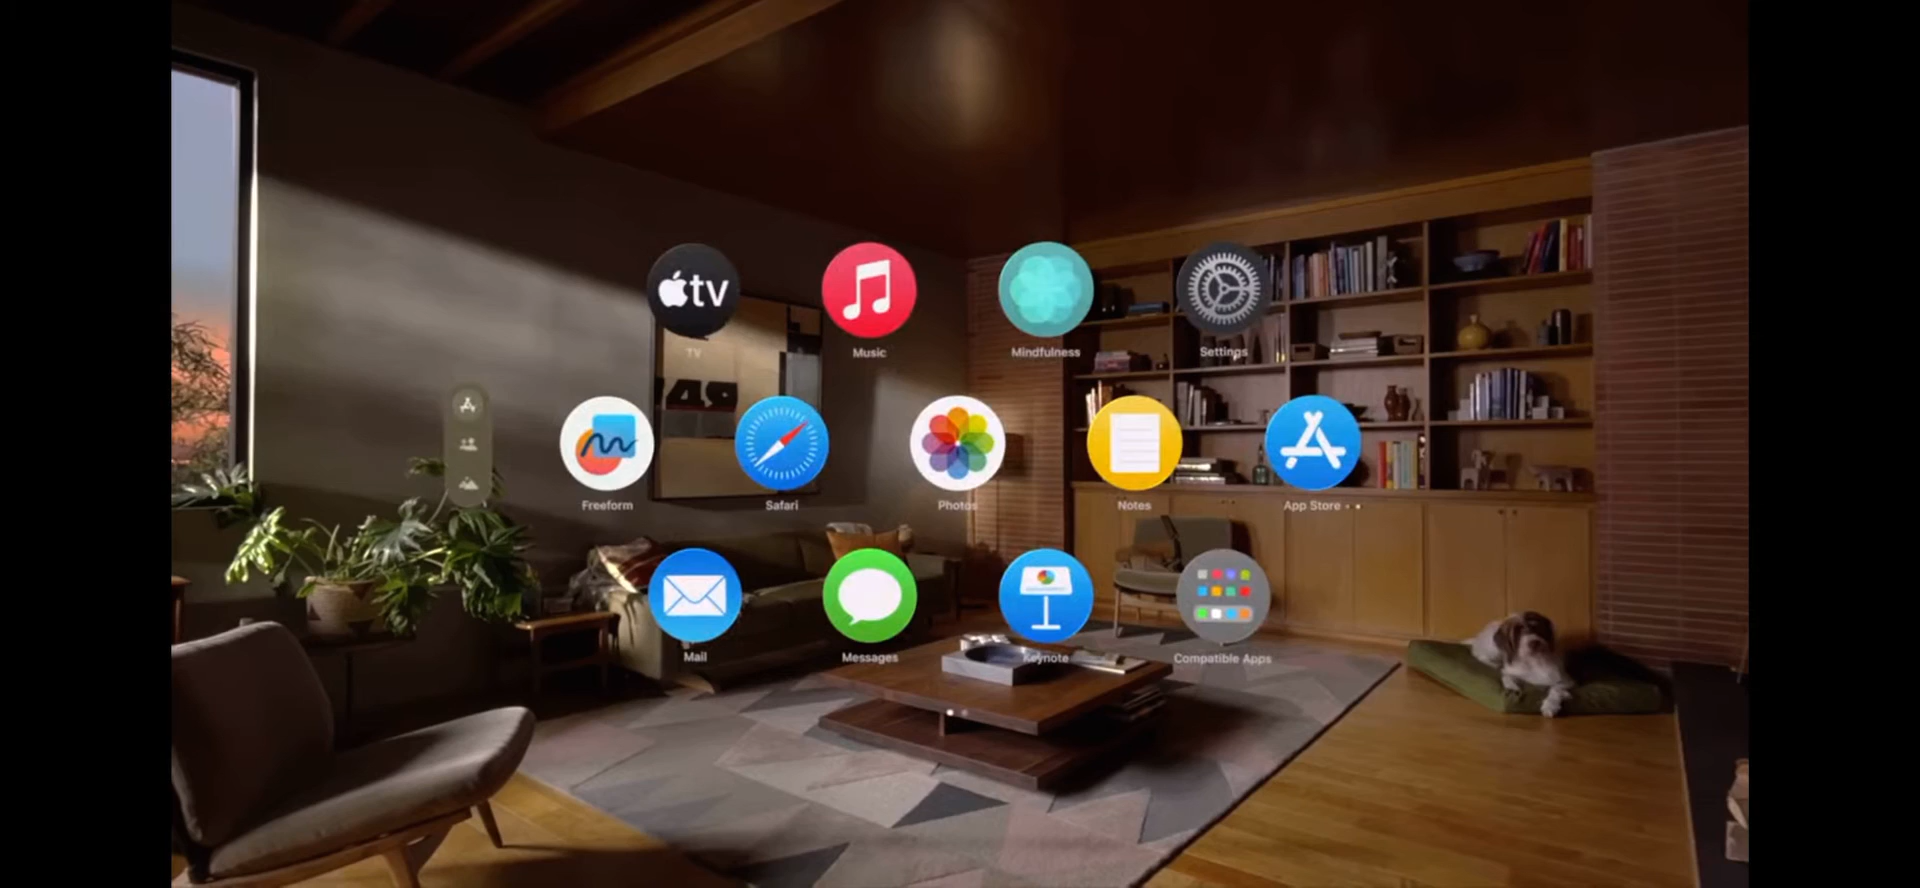 tv
TV
Music
Mindfulness
Settings
Freeform
Safari
Photos
Notes
App Store
Mail
Messages
Keynote
Compatible Apps